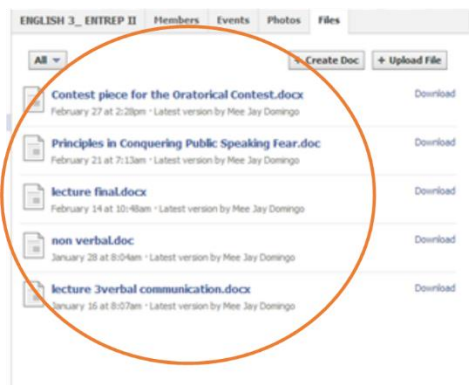 ENGLISH 3_ ENTREP II Members Events Photos Files
All + Create Doc + Upload File
Contest piece for the Oratorical Contest.docx Download
February 27 at 2:28pm · Latest version by Mee Jay Domingo
Principles in Conquering Public Speaking Fear.doc Download
February 21 at 7:13am · Latest version by Mee Jay Domingo
lecture final.docx Download
February 14 at 10:48am · Latest version by Mee Jay Domingo
non verbal.doc Download
January 28 at 8:04am · Latest version by Mee Jay Domingo
lecture 3verbal communication.docx Download
January 16 at 8:07am · Latest version by Mee Jay Domingo